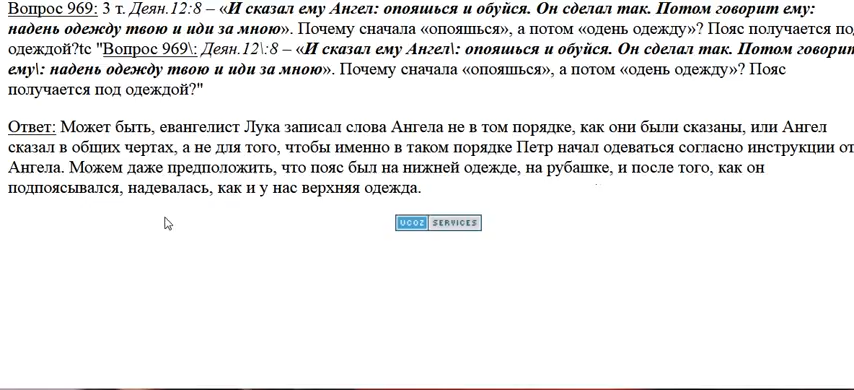 Вопрос 969: 3 т. Деян.12:8 – «И сказал ему Ангел: опояшься и обуйся. Он сделал так. Потом говорит ему:
надень одежду твою и иди за мною». Почему сначала «опояшься», а потом «одень одежду»? Пояс получается под
одеждой?tc "Вопрос 969\: Деян.12\:8 – «И сказал ему Ангел\: опояшься и обуйся. Он сделал так. Потом говорит
ему\: надень одежду твою и иди за мною». Почему сначала «опояшься», а потом «одень одежду»? Пояс
получается под одеждой?"
Ответ: Может быть, евангелист Лука записал слова Ангела не в том порядке, как они были сказаны, или Ангел
сказал в общих чертах, а не для того, чтобы именно в таком порядке Петр начал одеваться согласно инструкции от
Ангела. Можем даже предположить, что пояс был на нижней одежде, на рубашке, и после того, как он
подпоясывался, надевалась, как и у нас верхняя одежда.
UCOZ SERVICES